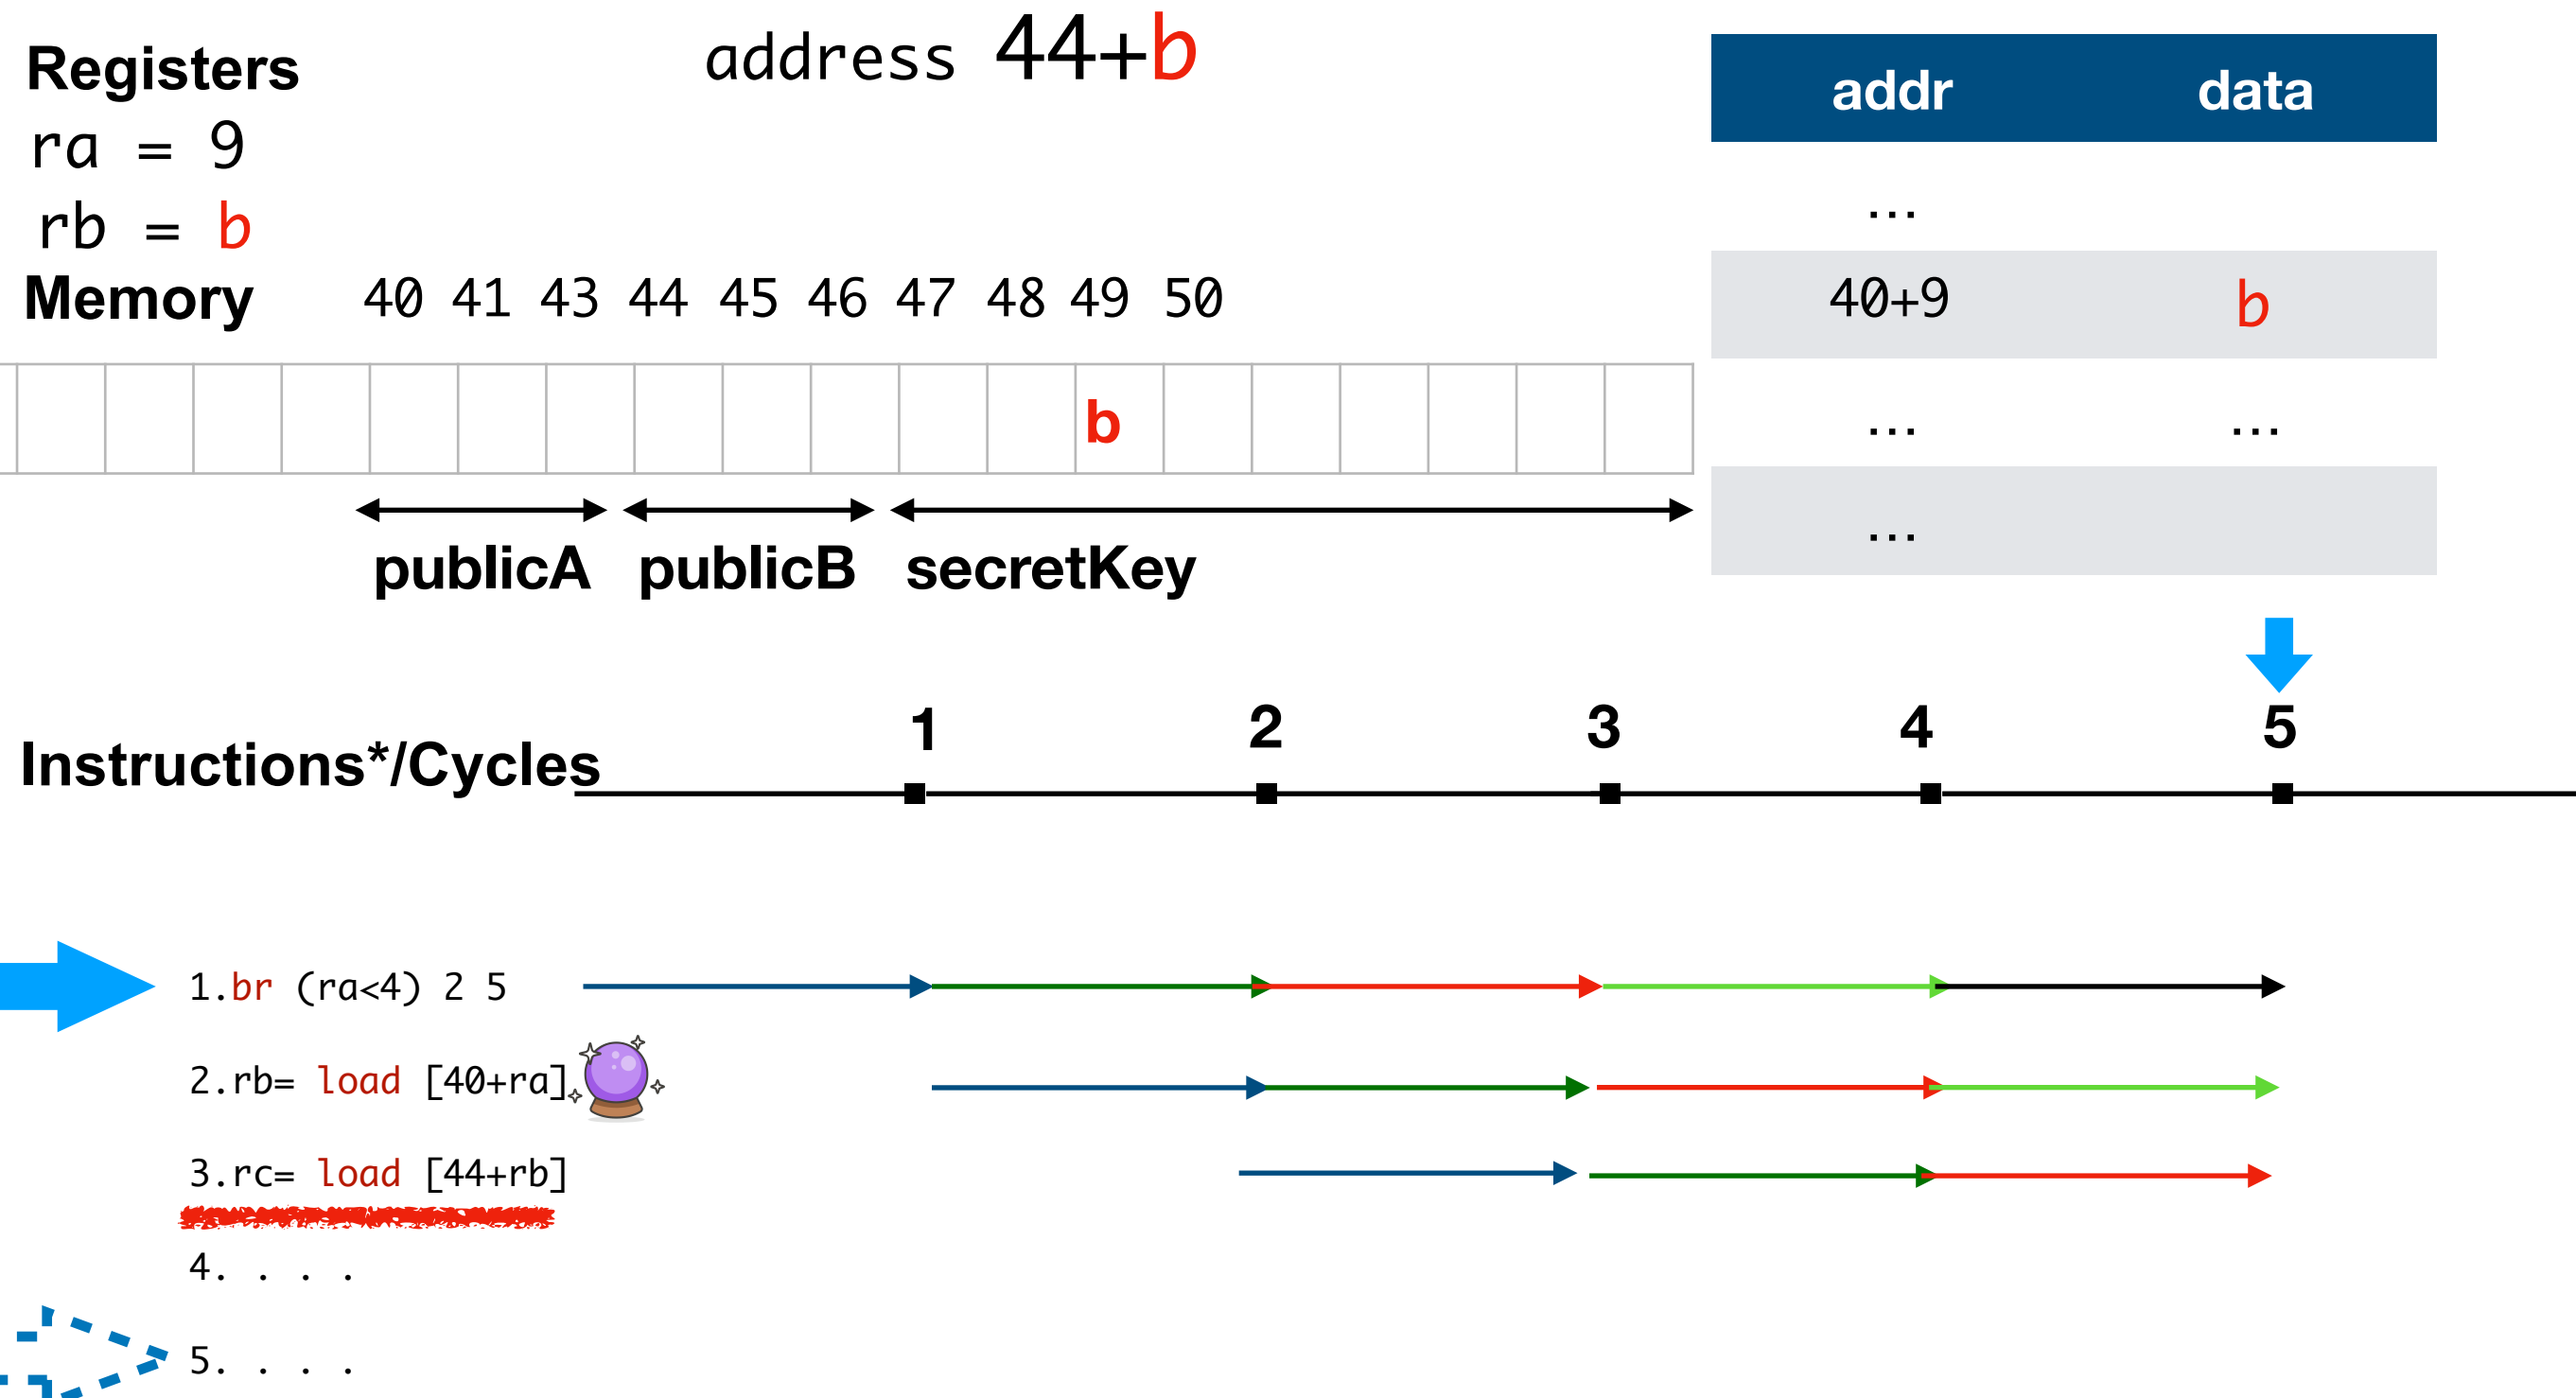 Registers
ra = 9
rb = b
address 44+b
addr data
...
40+9 b
... ...
...
Memory 40 41 43 44 45 46 47 48 49 50
b
publicA publicB secretKey
Instructions*/Cycles 1 2 3 4 5
1.br (ra<4) 2 5
2.rb= load [40+ra]
3.rc= load [44+rb]
4. . . .
5. . . .